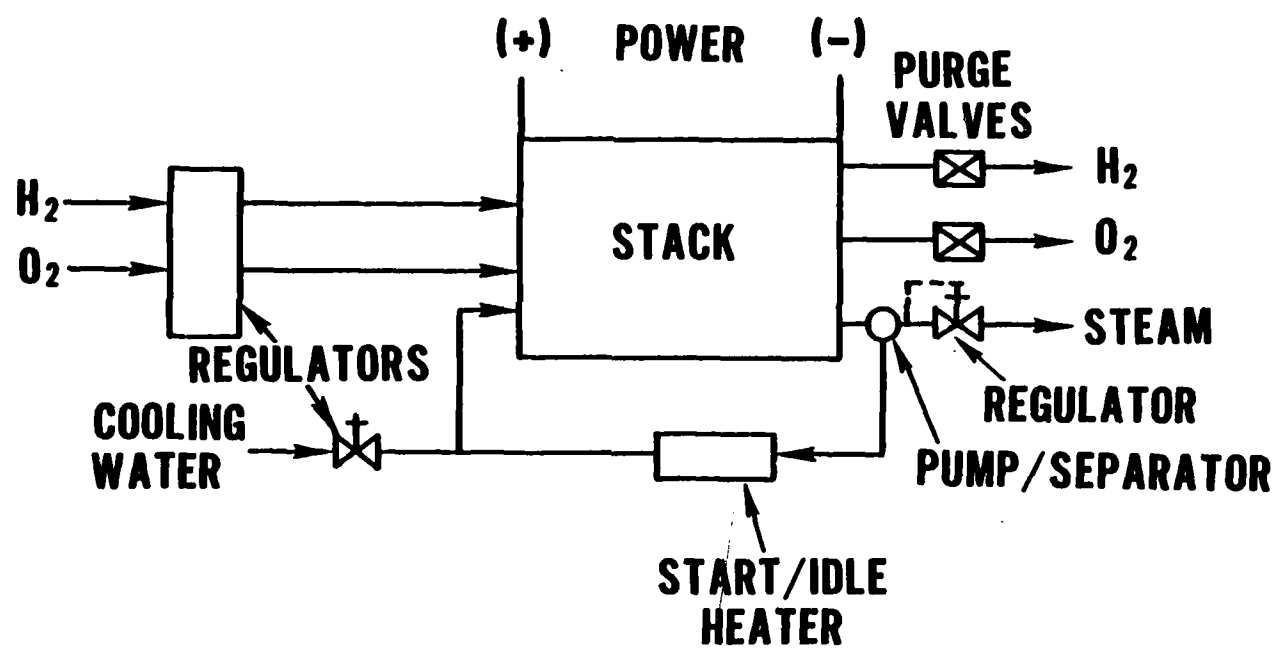 (+) POWER (-)
PURGE
VALVES
H2
H2
O2
STACK
O2
STEAM
REGULATORS
REGULATOR
COOLING
WATER
PUMP/SEPARATOR
START/IDLE
HEATER